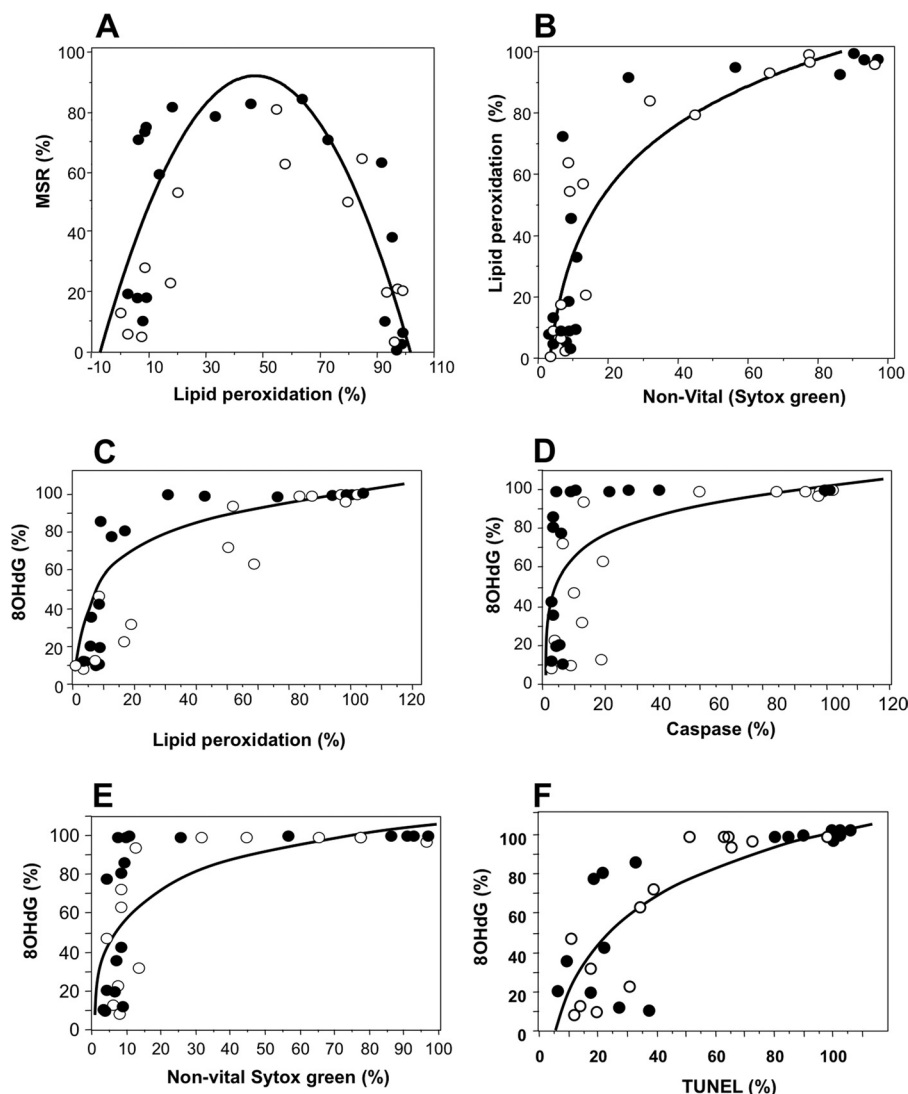 A
100
80
60
40
20
0
MSR (%)
-10 10 30 50 70 90 110
Lipid peroxidation (%)
B
100
80
60
40
20
0
Lipid peroxidation (%)
0 20 40 60 80 100
Non-Vital (Sytox green)
C
100
80
60
40
20
0
8OHdG (%)
0 20 40 60 80 100 120
Lipid peroxidation (%)
D
100
80
60
40
20
0
8OHdG (%)
0 20 40 60 80 100 120
Caspase (%)
E
100
80
60
40
20
0
8OHdG (%)
0 10 20 30 40 50 60 70 80 90 100
Non-vital Sytox green (%)
F
100
80
60
40
20
0
8OHdG (%)
0 20 40 60 80 100
TUNEL (%)